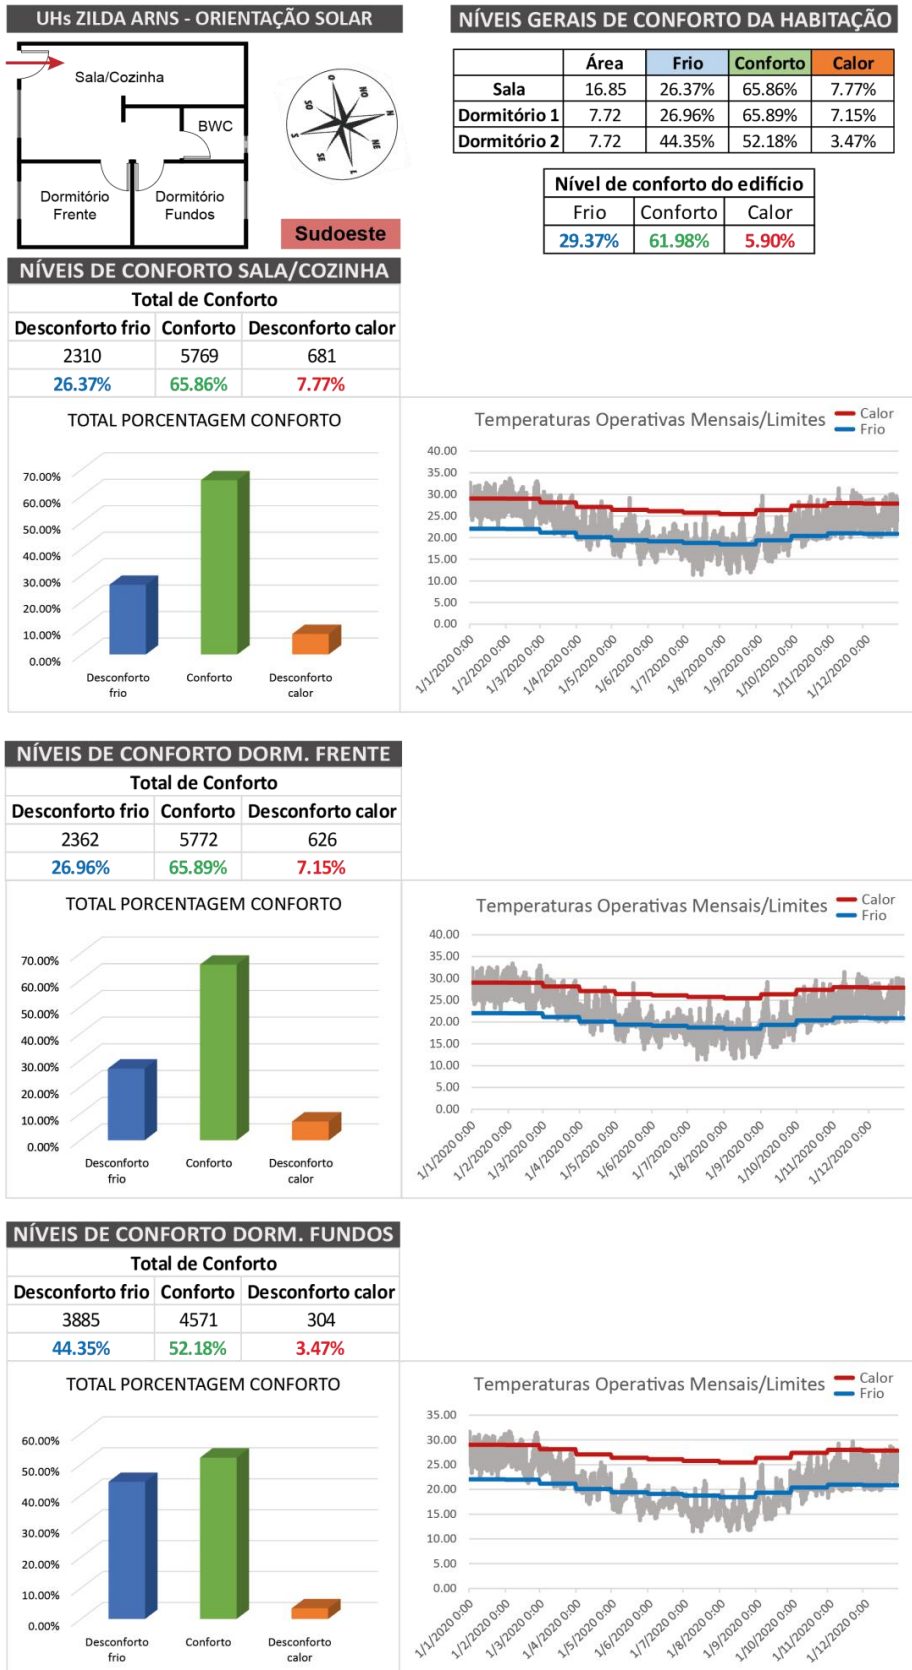 UHs ZILDA ARNS - ORIENTAÇÃO SOLAR
Sala/Cozinha
BWC
Dormitório
Frente
Dormitório
Fundos
O
NO
N
NE
L
SE
S
SO
Sudoeste
NÍVEIS GERAIS DE CONFORTO DA HABITAÇÃO
Área Frio Conforto Calor
Sala 16.85 26.37% 65.86% 7.77%
Dormitório 1 7.72 26.96% 65.89% 7.15%
Dormitório 2 7.72 44.35% 52.18% 3.47%
Nível de conforto do edifício
Frio Conforto Calor
29.37% 61.98% 5.90%
NÍVEIS DE CONFORTO SALA/COZINHA
Total de Conforto
Desconforto frio Conforto Desconforto calor
2310 5769 681
26.37% 65.86% 7.77%
TOTAL PORCENTAGEM CONFORTO
70.00%
60.00%
50.00%
40.00%
30.00%
20.00%
10.00%
0.00%
Desconforto
frio
Conforto
Desconforto
calor
Temperaturas Operativas Mensais/Limites
Calor
Frio
40.00
35.00
30.00
25.00
20.00
15.00
10.00
5.00
0.00
1/1/2020 0:00
1/2/2020 0:00
1/3/2020 0:00
1/4/2020 0:00
1/5/2020 0:00
1/6/2020 0:00
1/7/2020 0:00
1/8/2020 0:00
1/9/2020 0:00
1/10/2020 0:00
1/11/2020 0:00
1/12/2020 0:00
NÍVEIS DE CONFORTO DORM. FRENTE
Total de Conforto
Desconforto frio Conforto Desconforto calor
2362 5772 626
26.96% 65.89% 7.15%
TOTAL PORCENTAGEM CONFORTO
70.00%
60.00%
50.00%
40.00%
30.00%
20.00%
10.00%
0.00%
Desconforto
frio
Conforto
Desconforto
calor
Temperaturas Operativas Mensais/Limites
Calor
Frio
40.00
35.00
30.00
25.00
20.00
15.00
10.00
5.00
0.00
1/1/2020 0:00
1/2/2020 0:00
1/3/2020 0:00
1/4/2020 0:00
1/5/2020 0:00
1/6/2020 0:00
1/7/2020 0:00
1/8/2020 0:00
1/9/2020 0:00
1/10/2020 0:00
1/11/2020 0:00
1/12/2020 0:00
NÍVEIS DE CONFORTO DORM. FUNDOS
Total de Conforto
Desconforto frio Conforto Desconforto calor
3885 4571 304
44.35% 52.18% 3.47%
TOTAL PORCENTAGEM CONFORTO
60.00%
50.00%
40.00%
30.00%
20.00%
10.00%
0.00%
Desconforto
frio
Conforto
Desconforto
calor
Temperaturas Operativas Mensais/Limites
Calor
Frio
35.00
30.00
25.00
20.00
15.00
10.00
5.00
0.00
1/1/2020 0:00
1/2/2020 0:00
1/3/2020 0:00
1/4/2020 0:00
1/5/2020 0:00
1/6/2020 0:00
1/7/2020 0:00
1/8/2020 0:00
1/9/2020 0:00
1/10/2020 0:00
1/11/2020 0:00
1/12/2020 0:00